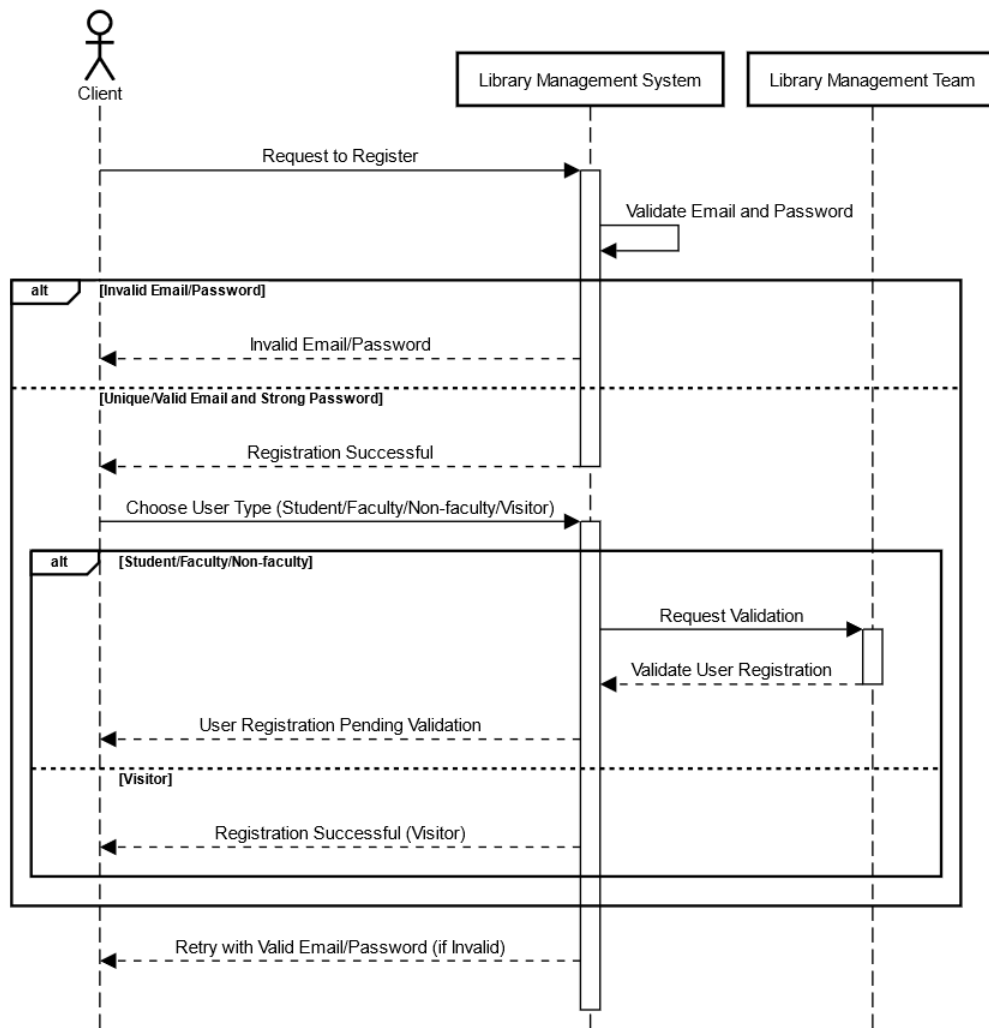 Client
Library Management System
Library Management Team
Request to Register
Validate Email and Password
alt
[Invalid Email/Password]
Invalid Email/Password
[Unique/Valid Email and Strong Password]
Registration Successful
Choose User Type (Student/Faculty/Non-faculty/Visitor)
alt
[Student/Faculty/Non-faculty]
Request Validation
Validate User Registration
User Registration Pending Validation
[Visitor]
Registration Successful (Visitor)
Retry with Valid Email/Password (if Invalid)